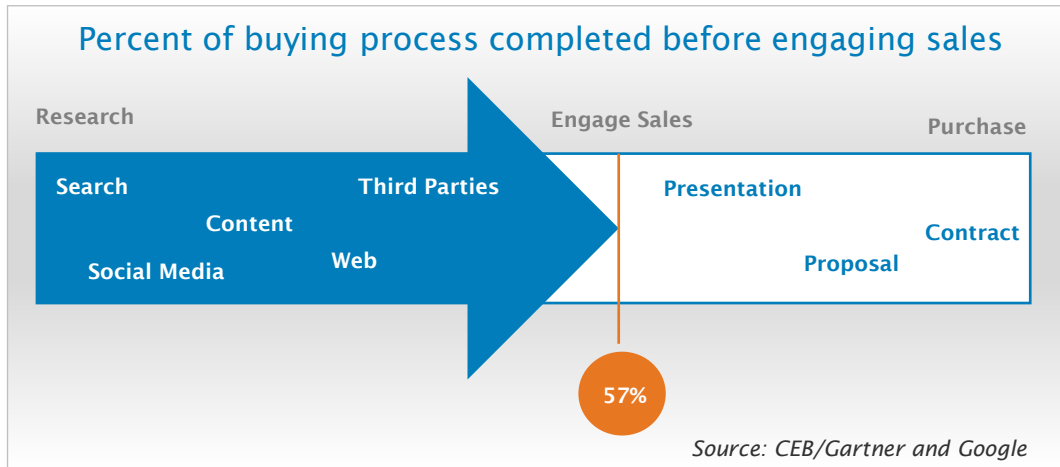 Percent of buying process completed before engaging sales
Research
Engage Sales
Purchase
Search
Third Parties
Presentation
Content
Contract
Social Media
Web
Proposal
57%
Source: CEB/Gartner and Google